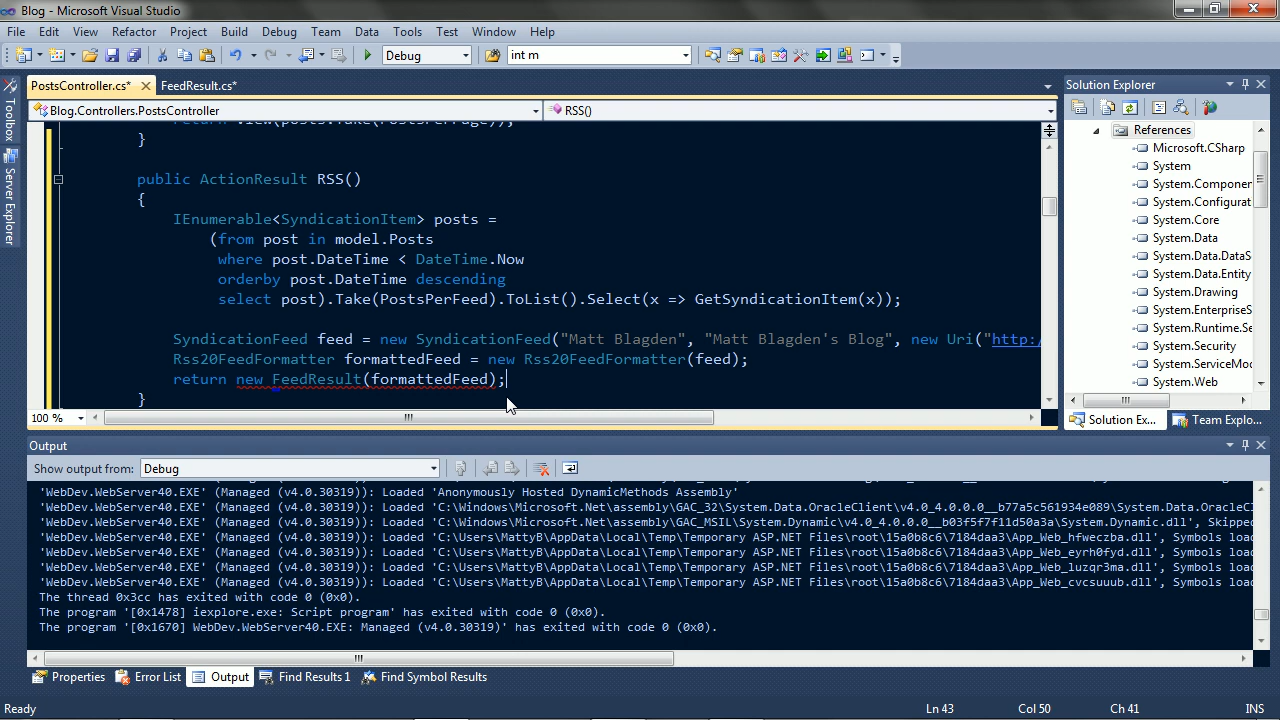 Blog - Microsoft Visual Studio
File Edit View Refactor Project Build Debug Team Data Tools Test Window Help
Debug int m
PostsController.cs* FeedResult.cs*
Blog.Controllers.PostsController RSS()
}
public ActionResult RSS()
{
IEnumerable<SyndicationItem> posts =
(from post in model.Posts
where post.DateTime < DateTime.Now
orderby post.DateTime descending
select post).Take(PostsPerFeed).ToList().Select(x => GetSyndicationItem(x));
SyndicationFeed feed = new SyndicationFeed("Matt Blagden", "Matt Blagden's Blog", new Uri("http:/
Rss20FeedFormatter formattedFeed = new Rss20FeedFormatter(feed);
return new FeedResult(formattedFeed);
}
100 %
Toolbox
Server Explorer
Solution Explorer
References
Microsoft.CSharp
System
System.Componer
System.Configurat
System.Core
System.Data
System.Data.DataS
System.Data.Entity
System.Drawing
System.EnterpriseS
System.Runtime.Se
System.Security
System.ServiceMod
System.Web
Solution Ex... Team Explo...
Output
Show output from: Debug
'WebDev.WebServer40.EXE' (Managed (v4.0.30319)): Loaded 'Anonymously Hosted DynamicMethods Assembly'
'WebDev.WebServer40.EXE' (Managed (v4.0.30319)): Loaded 'C:\Windows\Microsoft.Net\assembly\GAC_32\System.Data.OracleClient\v4.0_4.0.0.0__b77a5c561934e089\System.Data.OracleCl
'WebDev.WebServer40.EXE' (Managed (v4.0.30319)): Loaded 'C:\Windows\Microsoft.Net\assembly\GAC_MSIL\System.Dynamic\v4.0_4.0.0.0__b03f5f7f11d50a3a\System.Dynamic.dll', Skipped
'WebDev.WebServer40.EXE' (Managed (v4.0.30319)): Loaded 'C:\Users\MattyB\AppData\Local\Temp\Temporary ASP.NET Files\root\15a0b8c6\7184daa3\App_Web_hfweczba.dll', Symbols load
'WebDev.WebServer40.EXE' (Managed (v4.0.30319)): Loaded 'C:\Users\MattyB\AppData\Local\Temp\Temporary ASP.NET Files\root\15a0b8c6\7184daa3\App_Web_eyrh0fyd.dll', Symbols load
'WebDev.WebServer40.EXE' (Managed (v4.0.30319)): Loaded 'C:\Users\MattyB\AppData\Local\Temp\Temporary ASP.NET Files\root\15a0b8c6\7184daa3\App_Web_luzqr3ma.dll', Symbols load
'WebDev.WebServer40.EXE' (Managed (v4.0.30319)): Loaded 'C:\Users\MattyB\AppData\Local\Temp\Temporary ASP.NET Files\root\15a0b8c6\7184daa3\App_Web_cvcsuuub.dll', Symbols load
The thread 0x3cc has exited with code 0 (0x0).
The program '[0x1478] iexplore.exe: Script program' has exited with code 0 (0x0).
The program '[0x1670] WebDev.WebServer40.EXE: Managed (v4.0.30319)' has exited with code 0 (0x0).
Properties Error List Output Find Results 1 Find Symbol Results
Ready Ln 43 Col 50 Ch 41 INS